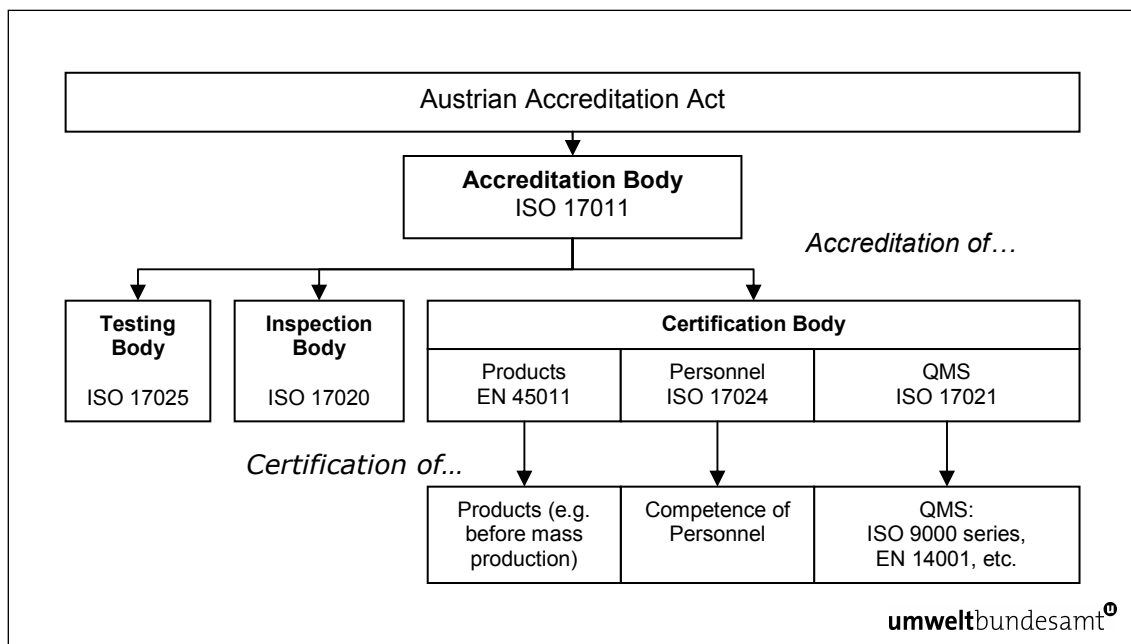 Austrian Accreditation Act
Accreditation Body
ISO 17011
Accreditation of…
Testing
Body
ISO 17025
Inspection
Body
ISO 17020
Certification Body
Products
EN 45011
Personnel
ISO 17024
QMS
ISO 17021
Certification of…
Products (e.g.
before mass
production)
Competence of
Personnel
QMS:
ISO 9000 series,
EN 14001, etc.
umweltbundesamt
u